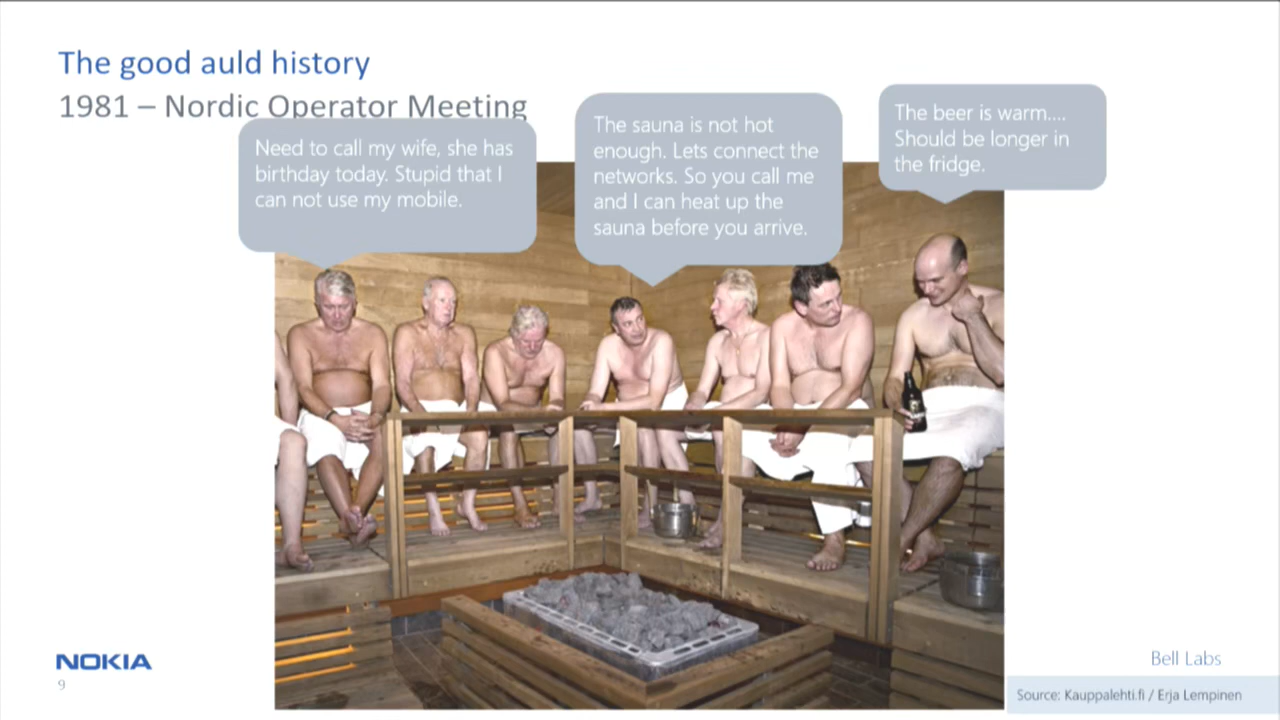 The good auld history
1981 – Nordic Operator Meeting
Need to call my wife, she has
birthday today. Stupid that I
can not use my mobile.
The sauna is not hot
enough. Lets connect the
networks. So you call me
and I can heat up the
sauna before you arrive.
The beer is warm....
Should be longer in
the fridge.
NOKIA
9
Bell Labs
Source: Kauppalehti.fi / Erja Lempinen